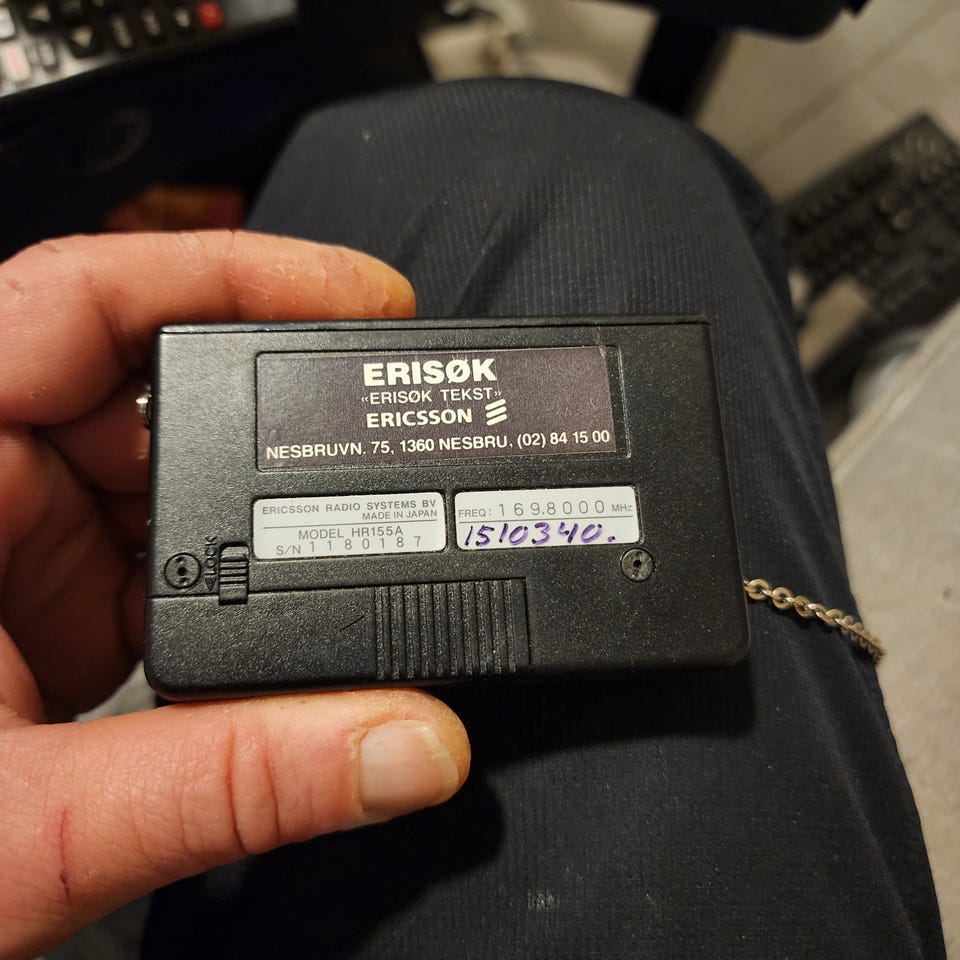 ERISØK
«ERISØK TEKST»
ERICSSON
NESBRUVN. 75, 1360 NESBRU. (02) 84 15 00
ERICSSON RADIO SYSTEMS BV
MADE IN JAPAN
MODEL HR155A
S/N 1180187
FREQ: 169.8000 MHz
1510340.
LOCK